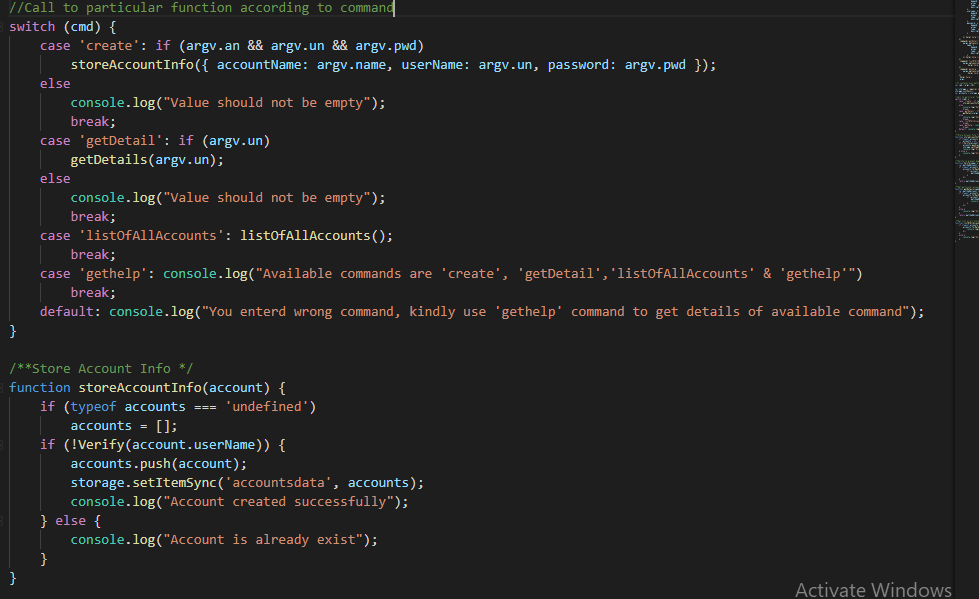 //Call to particular function according to command
switch (cmd) {
    case 'create': if (argv.an && argv.un && argv.pwd)
        storeAccountInfo({ accountName: argv.name, userName: argv.un, password: argv.pwd });
    else
        console.log("Value should not be empty");
        break;
    case 'getDetail': if (argv.un)
        getDetails(argv.un);
    else
        console.log("Value should not be empty");
        break;
    case 'listOfAllAccounts': listOfAllAccounts();
        break;
    case 'gethelp': console.log("Available commands are 'create', 'getDetail','listOfAllAccounts' & 'gethelp'")
        break;
    default: console.log("You enterd wrong command, kindly use 'gethelp' command to get details of available command");
}

/**Store Account Info */
function storeAccountInfo(account) {
    if (typeof accounts === 'undefined')
        accounts = [];
    if (!Verify(account.userName)) {
        accounts.push(account);
        storage.setItemSync('accountsdata', accounts);
        console.log("Account created successfully");
    } else {
        console.log("Account is already exist");
    }
}
Activate Windows